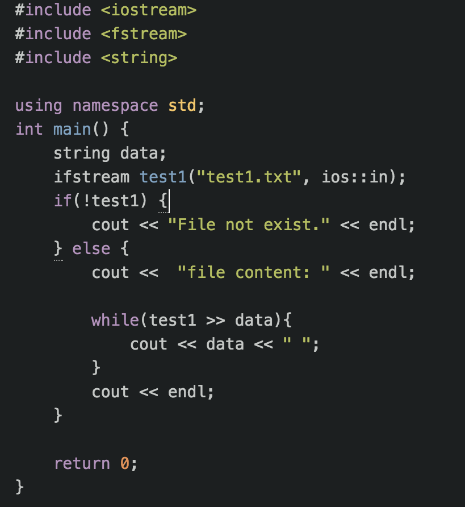 #include <iostream>
#include <fstream>
#include <string>

using namespace std;
int main() {
    string data;
    ifstream test1("test1.txt", ios::in);
    if(!test1) {
        cout << "File not exist." << endl;
    } else {
        cout <<  "file content: " << endl;

        while(test1 >> data){
            cout << data << " ";
        }
        cout << endl;
    }

    return 0;
}